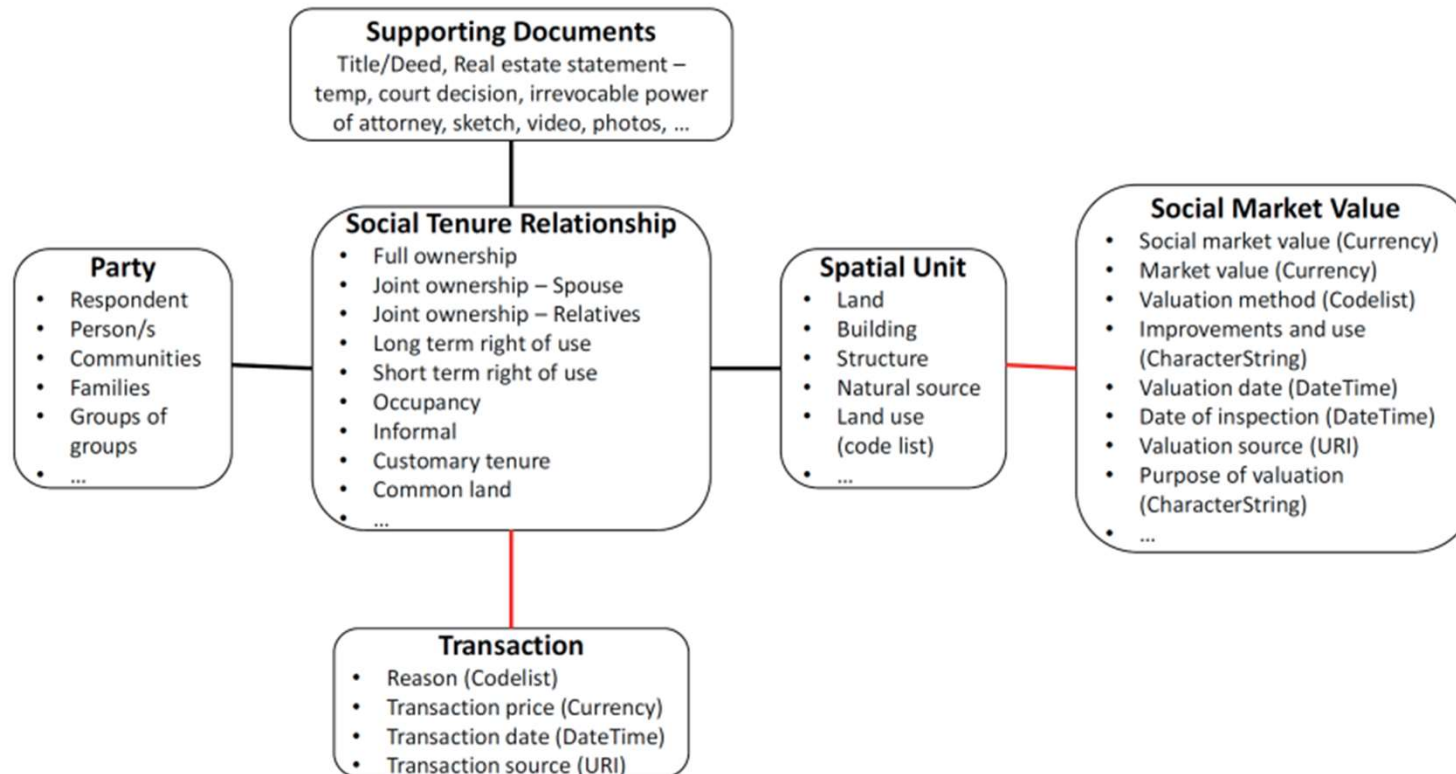 Supporting Documents
Title/Deed, Real estate statement –
temp, court decision, irrevocable power
of attorney, sketch, video, photos, ...
Party
• Respondent
• Person/s
• Communities
• Families
• Groups of
groups
• ...
Social Tenure Relationship
• Full ownership
• Joint ownership – Spouse
• Joint ownership – Relatives
• Long term right of use
• Short term right of use
• Occupancy
• Informal
• Customary tenure
• Common land
• ...
Spatial Unit
• Land
• Building
• Structure
• Natural source
• Land use
(code list)
• ...
Social Market Value
• Social market value (Currency)
• Market value (Currency)
• Valuation method (Codelist)
• Improvements and use
(CharacterString)
• Valuation date (DateTime)
• Date of inspection (DateTime)
• Valuation source (URI)
• Purpose of valuation
(CharacterString)
• ...
Transaction
• Reason (Codelist)
• Transaction price (Currency)
• Transaction date (DateTime)
• Transaction source (URI)